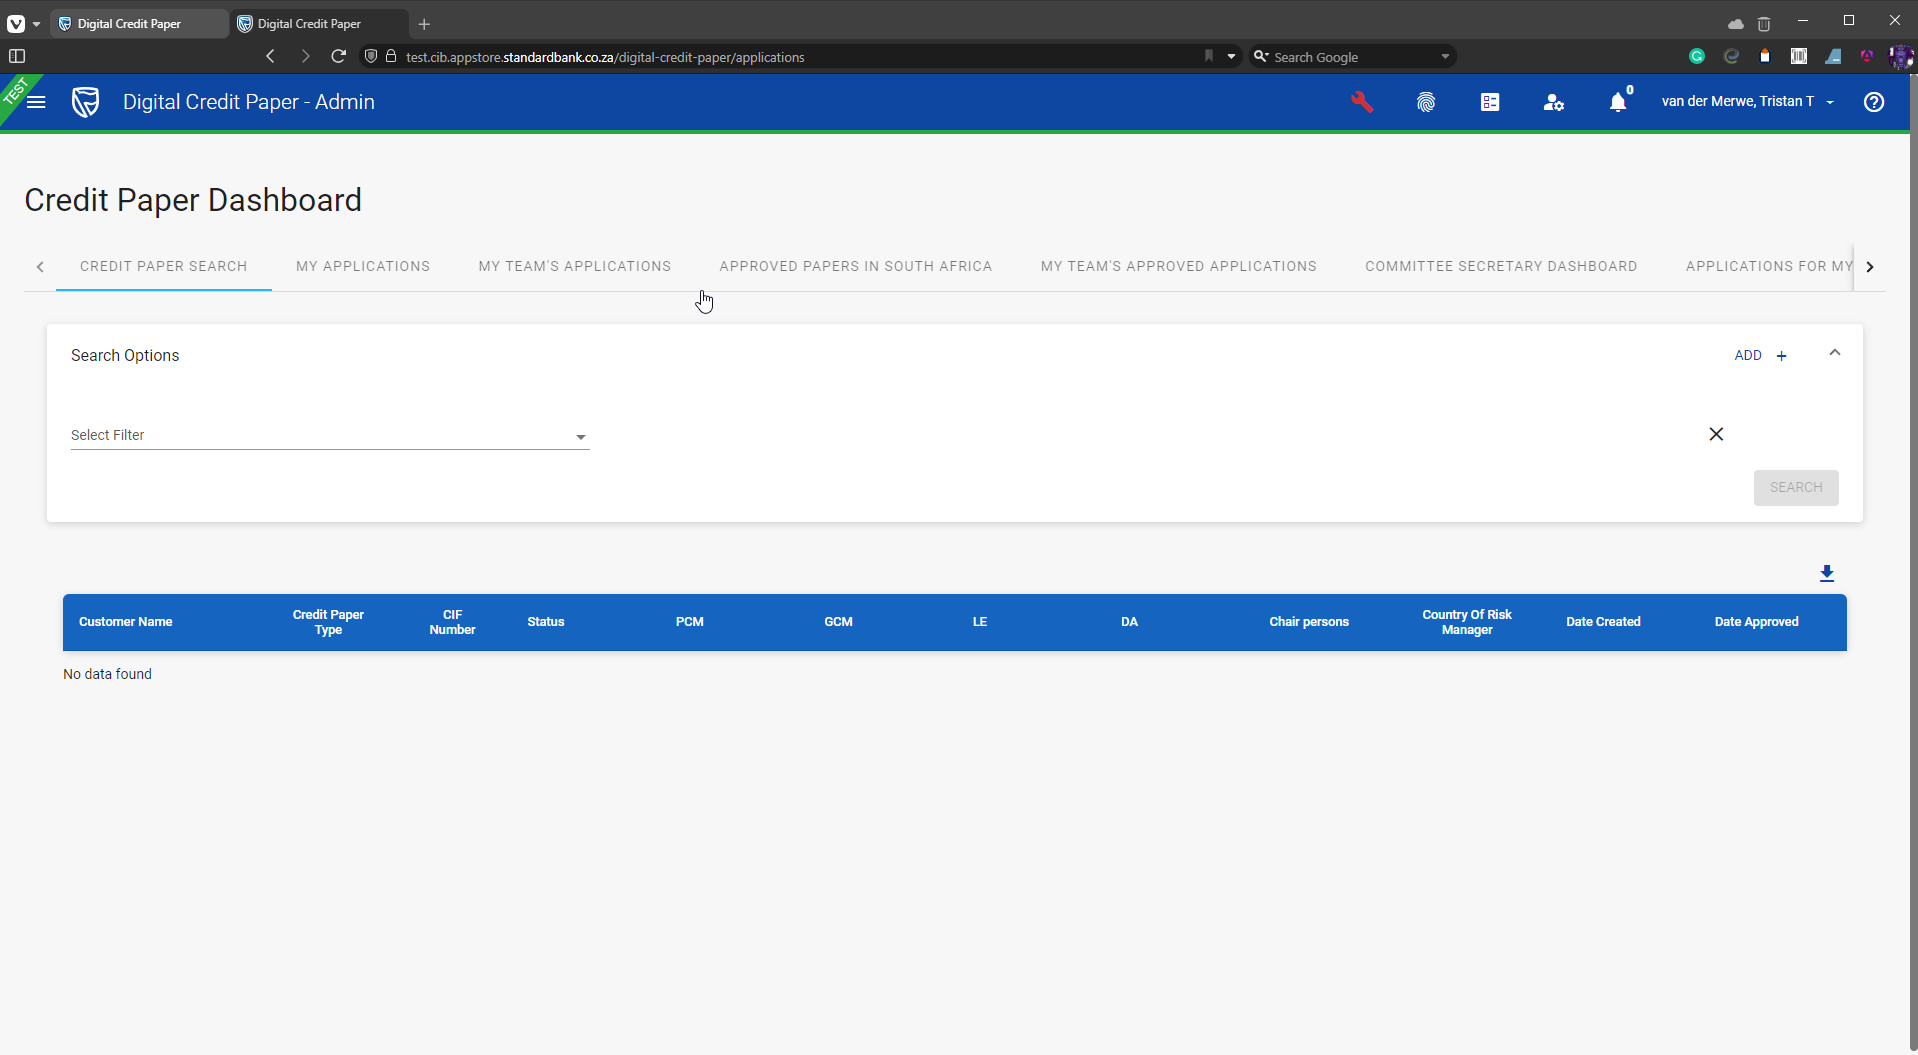 Digital Credit Paper
Digital Credit Paper
test.cib.appstore.standardbank.co.za/digital-credit-paper/applications
Search Google
TEST
Digital Credit Paper - Admin
0
van der Merwe, Tristan T
Credit Paper Dashboard
CREDIT PAPER SEARCH
MY APPLICATIONS
MY TEAM'S APPLICATIONS
APPROVED PAPERS IN SOUTH AFRICA
MY TEAM'S APPROVED APPLICATIONS
COMMITTEE SECRETARY DASHBOARD
APPLICATIONS FOR MY
Search Options
ADD +
Select Filter
SEARCH
Customer Name
Credit Paper
Type
CIF
Number
Status
PCM
GCM
LE
DA
Chair persons
Country Of Risk
Manager
Date Created
Date Approved
No data found